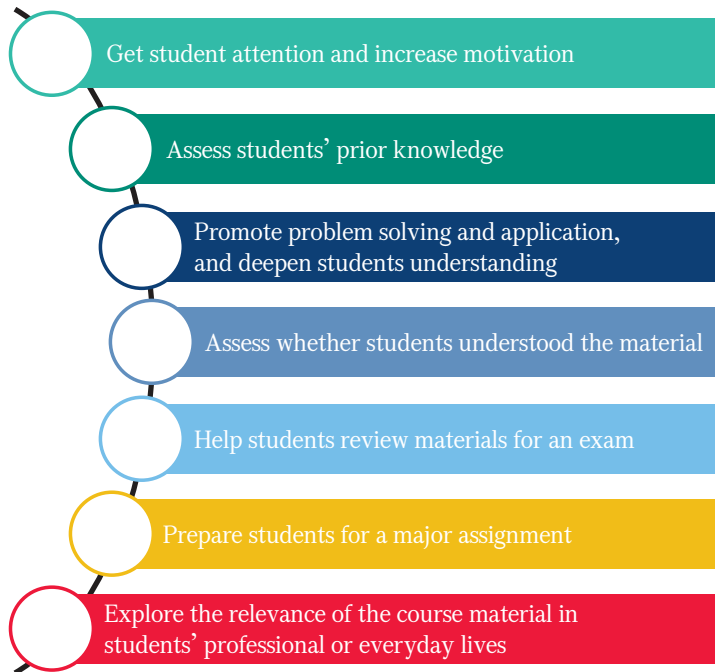 Get student attention and increase motivation
Assess students’ prior knowledge
Promote problem solving and application,
and deepen students understanding
Assess whether students understood the material
Help students review materials for an exam
Prepare students for a major assignment
Explore the relevance of the course material in
students’ professional or everyday lives